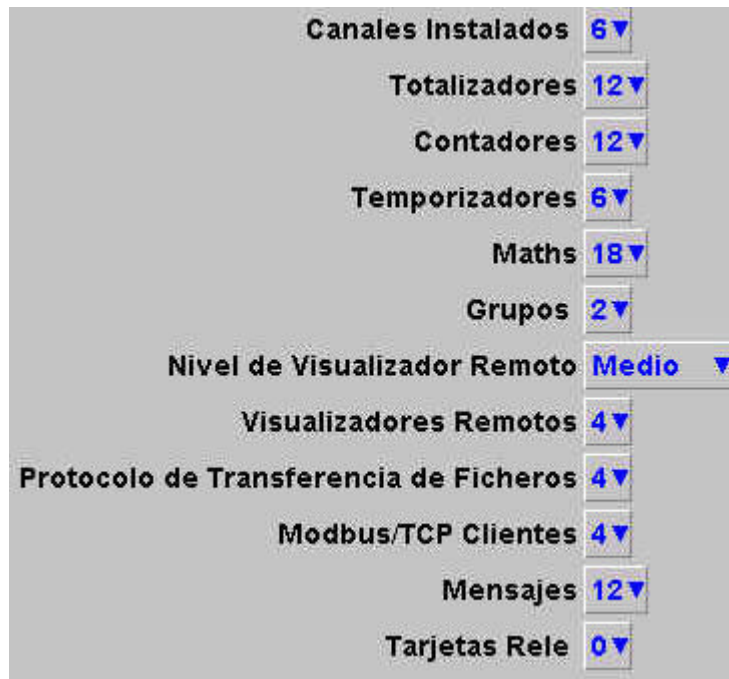 Canales Instalados 6
Totalizadores 12
Contadores 12
Temporizadores 6
Maths 18
Grupos 2
Nivel de Visualizador Remoto Medio
Visualizadores Remotos 4
Protocolo de Transferencia de Ficheros 4
Modbus/TCP Clientes 4
Mensajes 12
Tarjetas Rele 0